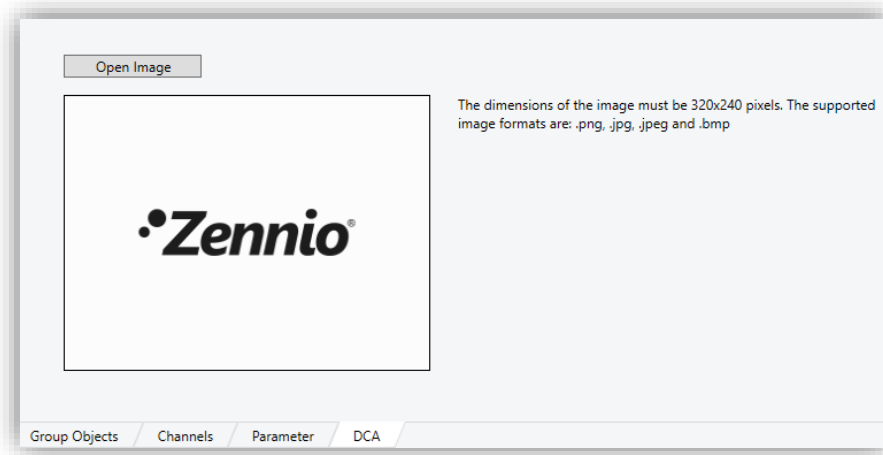 Open Image
The dimensions of the image must be 320x240 pixels. The supported
image formats are: .png, .jpg, .jpeg and .bmp
Zennio®
Group Objects
Channels
Parameter
DCA